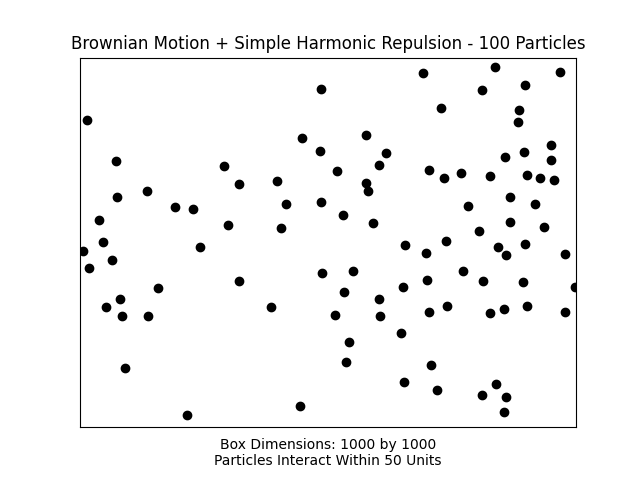 Brownian Motion + Simple Harmonic Repulsion - 100 Particles
Box Dimensions: 1000 by 1000
Particles Interact Within 50 Units